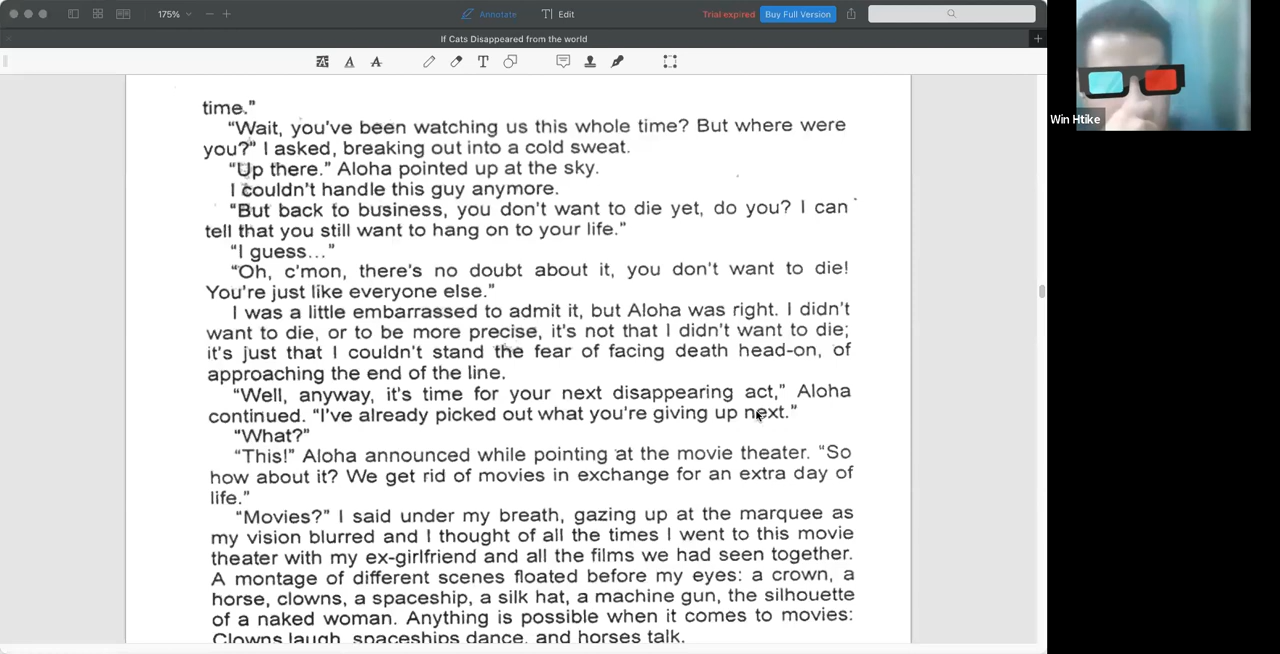 175%
Annotate
Edit
Trial expired
Buy Full Version
If Cats Disappeared from the world
time."
"Wait, you've been watching us this whole time? But where were
you?" I asked, breaking out into a cold sweat.
"Up there." Aloha pointed up at the sky.
I couldn't handle this guy anymore.
"But back to business, you don't want to die yet, do you? I can
tell that you still want to hang on to your life."
"I guess..."
"Oh, c'mon, there's no doubt about it, you don't want to die!
You're just like everyone else."
I was a little embarrassed to admit it, but Aloha was right. I didn't
want to die, or to be more precise, it's not that I didn't want to die;
it's just that I couldn't stand the fear of facing death head-on, of
approaching the end of the line.
"Well, anyway, it's time for your next disappearing act," Aloha
continued. "I've already picked out what you're giving up next."
"What?"
"This!" Aloha announced while pointing at the movie theater. "So
how about it? We get rid of movies in exchange for an extra day of
life."
"Movies?" I said under my breath, gazing up at the marquee as
my vision blurred and I thought of all the times I went to this movie
theater with my ex-girlfriend and all the films we had seen together.
A montage of different scenes floated before my eyes: a crown, a
horse, clowns, a spaceship, a silk hat, a machine gun, the silhouette
of a naked woman. Anything is possible when it comes to movies:
Clowns laugh, spaceships dance, and horses talk.
Win Htike